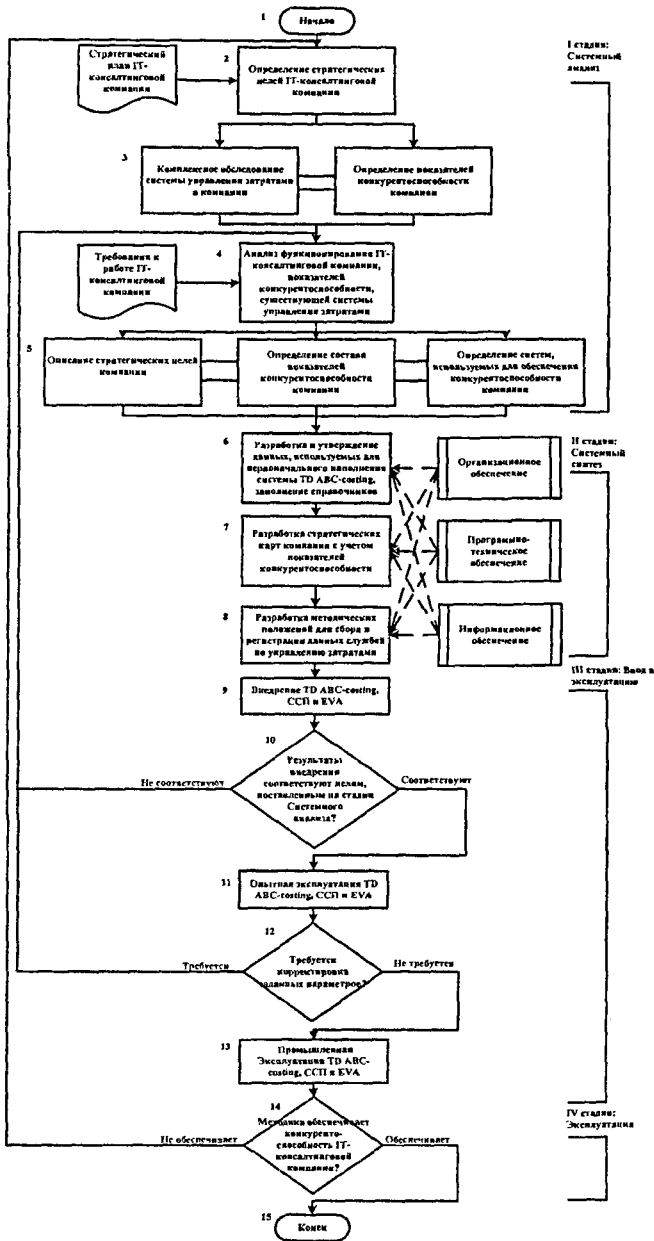 1
Начало
I стадия:
Системный
анализ
Стратегический
план IT-
консалтинговой
компании
2
Определение стратегических
целей IT-консалтинговой
компании
3
Комплексное обследование
системы управления затратами
в компании
Определение показателей
конкурентоспособности
компании
Требования к
работе IT-
консалтинговой
компании
4
Анализ функционирования IT-
консалтинговой компании,
показателей
конкурентоспособности,
существующей системы
управления затратами
5
Описание стратегических целей
компании
Определение состава
показателей
конкурентоспособности
компании
Определение систем,
используемых для обеспечения
конкурентоспособности
компании
II стадия:
Системный
синтез
6
Разработка и утверждение
данных, используемых для
первоначального наполнения
системы TD ABC-costing,
заполнение справочников
Организационное
обеспечение
7
Разработка стратегических
карт компании с учетом
показателей
конкурентоспособности
Программно-
техническое
обеспечение
8
Разработка методических
положений для сбора и
регистрации данных службой
по управлению затратами
Информационное
обеспечение
III стадия: Ввод в
эксплуатацию
9
Внедрение TD ABC-costing,
ССП и EVA
10
Результаты
внедрения
соответствуют целям,
поставленным на стадии
Системного
анализа?
Не соответствуют
Соответствуют
11
Опытная эксплуатация TD
ABC-costing, ССП и EVA
12
Требуется
корректировка
заданных параметров?
Требуется
Не требуется
13
Промышленная
Эксплуатация TD ABC-
costing, ССП и EVA
14
Методика обеспечивает
конкуренто-
способность IT-
консалтинговой
компании?
Не обеспечивает
Обеспечивает
IV стадия:
Эксплуатация
15
Конец